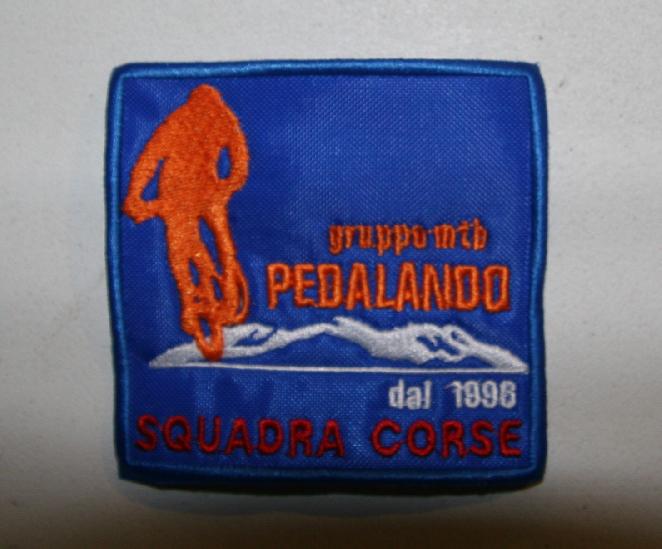 gruppo mtb
PEDALANDO
dal 1996
SQUADRA CORSE